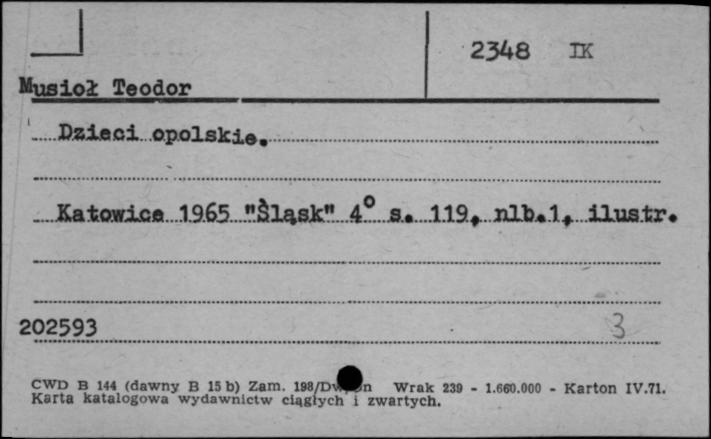 2348 IK
Musioł Teodor
Dzieci opolskie.
Katowice 1965 "Śląsk" 4° s. 119, nlb.1, ilustr.
202593 3
CWD B 144 (dawny B 15 b) Zam. 198/ Wrak 239 - 1.660.000 - Karton IV.71.
Karta katalogowa wydawnictw ciągłych i zwartych.